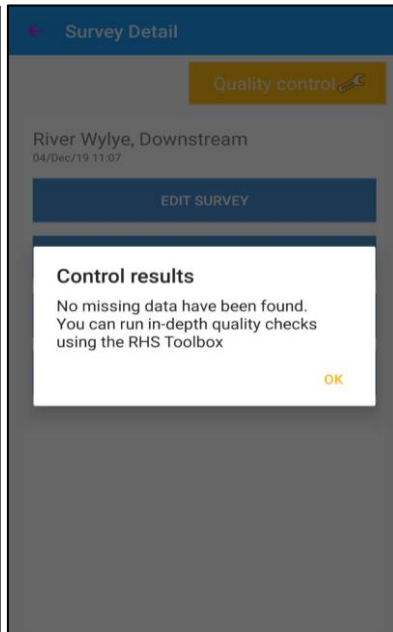 Survey Detail
Quality control
River Wylye, Downstream
04/Dec/19 11:07
EDIT SURVEY
Control results
No missing data have been found.
You can run in-depth quality checks
using the RHS Toolbox
OK